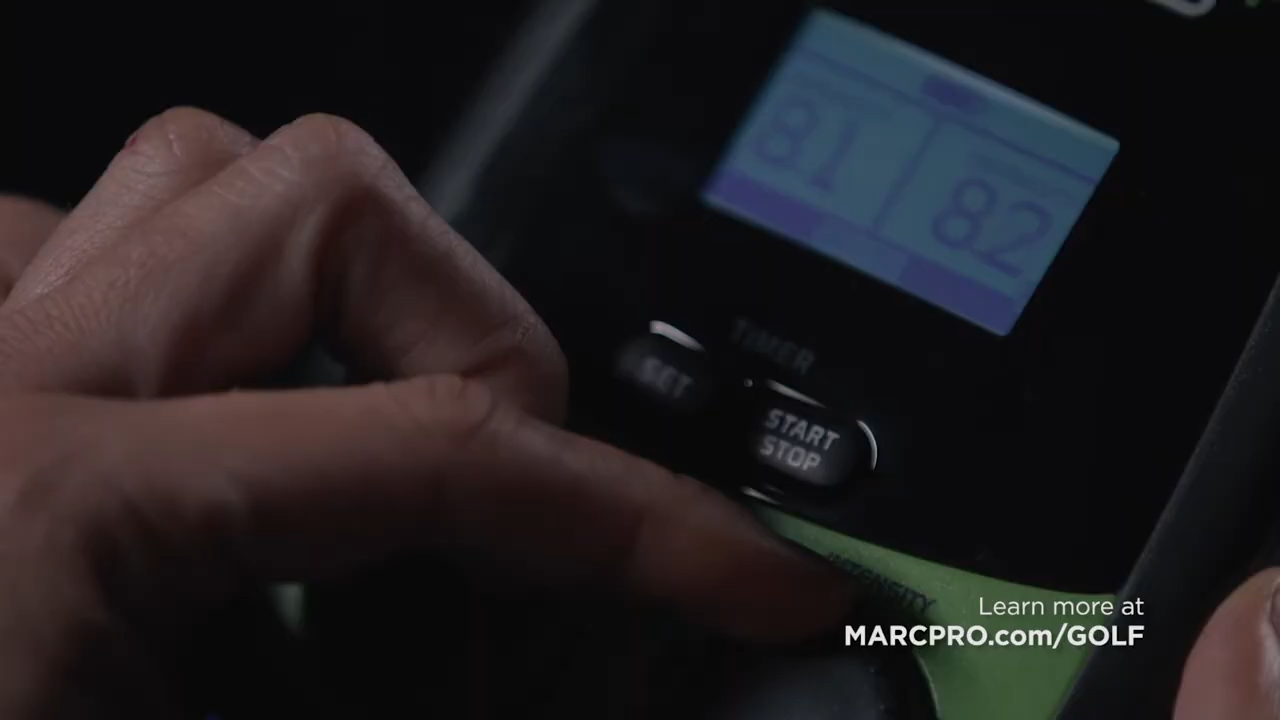 81
82
TIMER
SET
START
STOP
INTENSITY
Learn more at
MARCPRO.com/GOLF